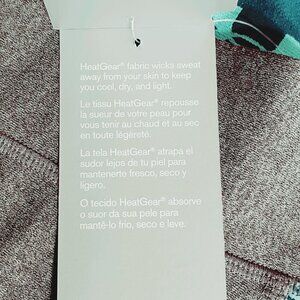 HeatGear® fabric wicks sweat
away from your skin to keep
you cool, dry, and light.
Le tissu HeatGear® repousse
la sueur de votre peau pour
vous tenir au chaud et au sec
en toute légèreté.
La tela HeatGear® atrapa el
sudor lejos de tu piel para
mantenerte fresco, seco y
ligero.
O tecido HeatGear® absorve
o suor da sua pele para
mantê-lo frio, seco e leve.